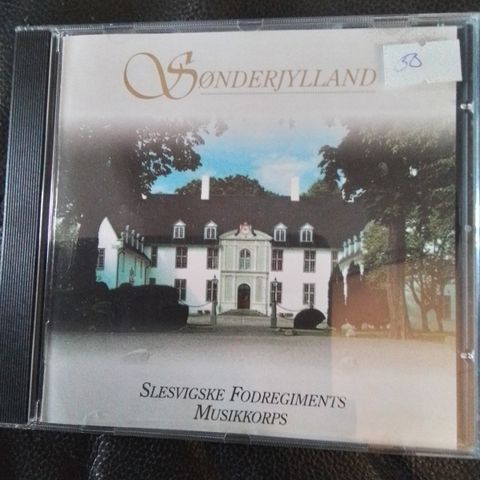 SØNDERJYLLAND
50
SLESVIGSKE FODREGIMENTS
MUSIKKORPS